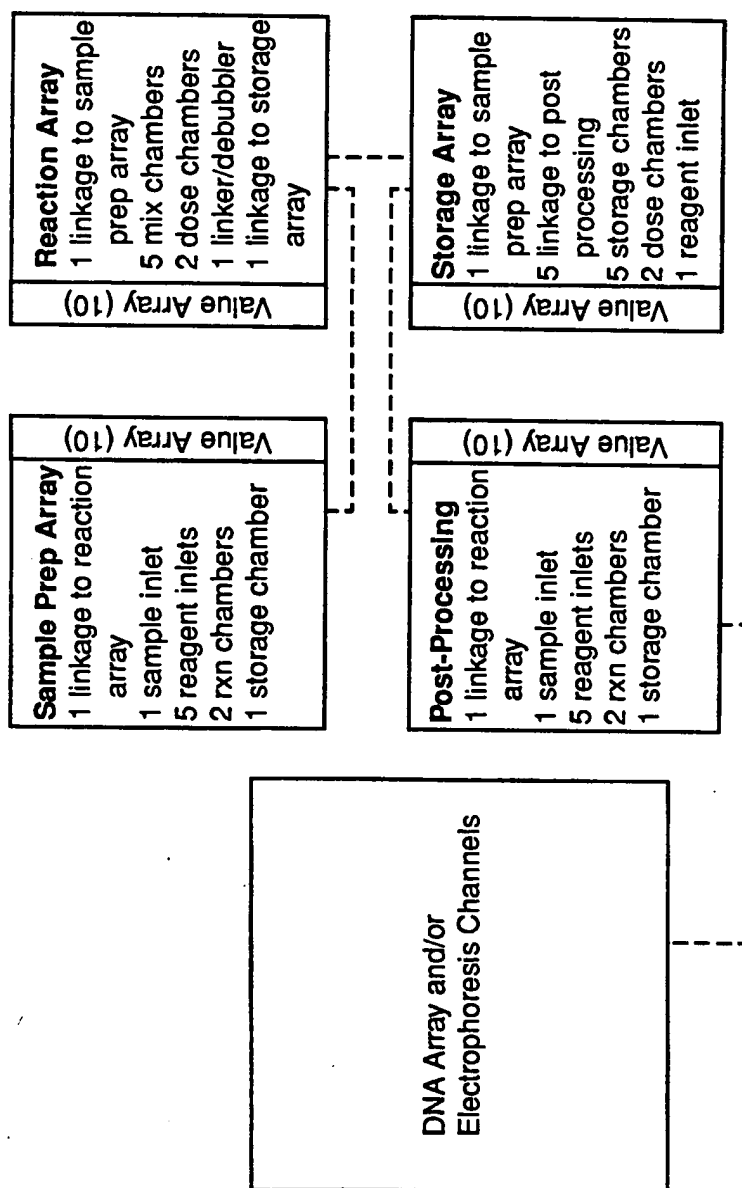 DNA Array and/or
Electrophoresis Channels
Post-Processing
1 linkage to reaction
array
1 sample inlet
5 reagent inlets
2 rxn chambers
1 storage chamber
Value Array (10)
Sample Prep Array
1 linkage to reaction
array
1 sample inlet
5 reagent inlets
2 rxn chambers
1 storage chamber
Value Array (10)
Value Array (10)
Storage Array
1 linkage to sample
prep array
5 linkage to post
processing
5 storage chambers
2 dose chambers
1 reagent inlet
Value Array (10)
Reaction Array
1 linkage to sample
prep array
5 mix chambers
2 dose chambers
1 linker/debubbler
1 linkage to storage
array